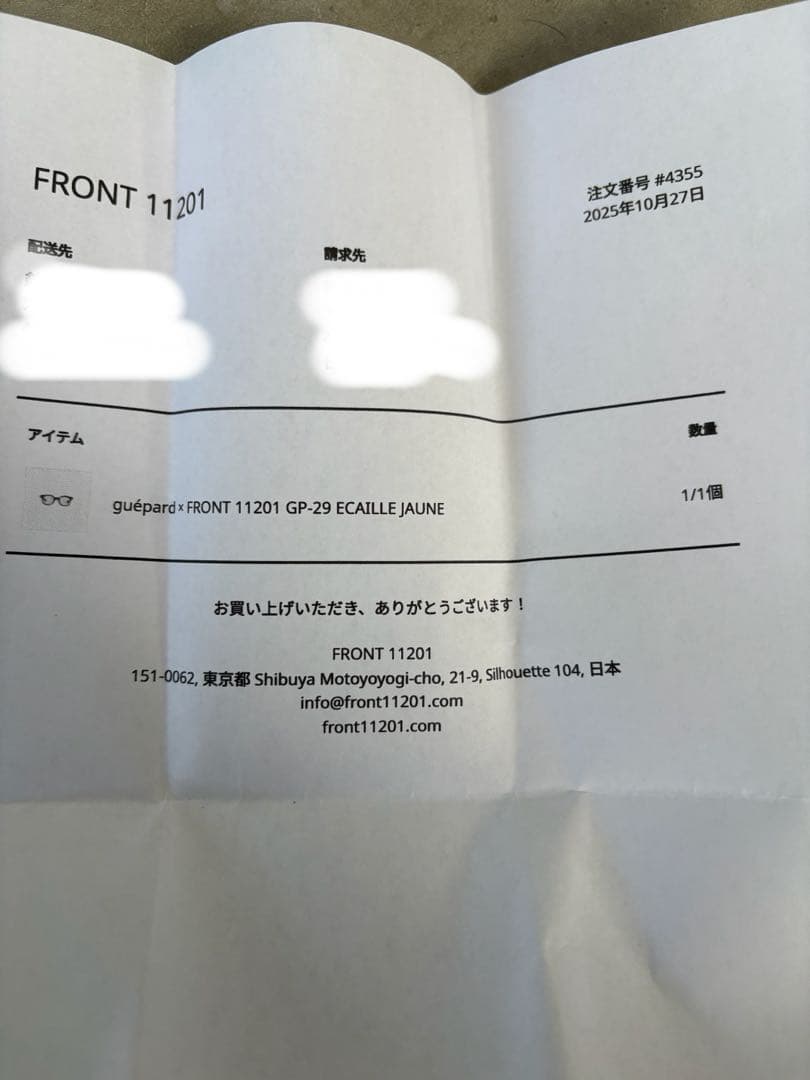 FRONT 11201
注文番号 #4355
2025年10月27日
配送先
請求先
アイテム
数量
guépard × FRONT 11201 GP-29 ECAILLE JAUNE
1/1個
お買い上げいただき、ありがとうございます！
FRONT 11201
151-0062, 東京都 Shibuya Motoyoyogi-cho, 21-9, Silhouette 104, 日本
info@front11201.com
front11201.com